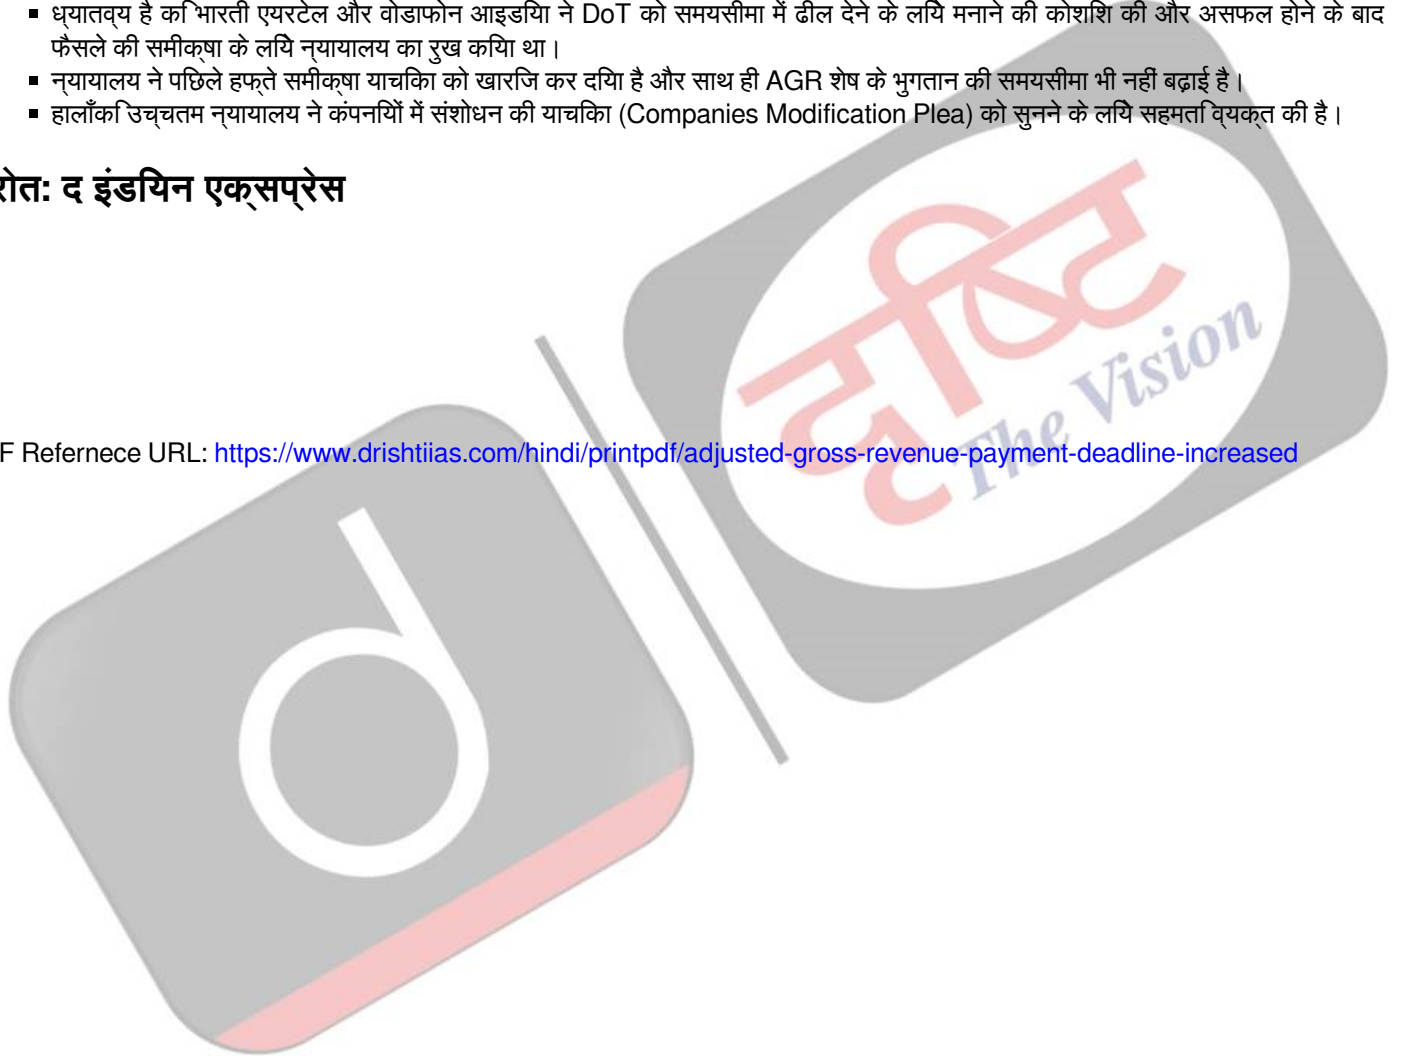 ध्यातव्य है कि भारती एयरटेल और वोडाफोन आइडिया ने DoT को समयसीमा में ढील देने के लिये मनाने की कोशिश की और असफल होने के बाद
फैसले की समीक्षा के लिये न्यायालय का रुख किया था।
न्यायालय ने पिछले हफ्ते समीक्षा याचिका को खारिज कर दिया है और साथ ही AGR शेष के भुगतान की समयसीमा भी नहीं बढ़ाई है।
हालाँकि उच्चतम न्यायालय ने कंपनियों में संशोधन की याचिका (Companies Modification Plea) को सुनने के लिये सहमति व्यक्त की है।
रोत: द इंडियन एक्सप्रेस
दृष्टि
The Vision
F Refernece URL: https://www.drishtiias.com/hindi/printpdf/adjusted-gross-revenue-payment-deadline-increased
d